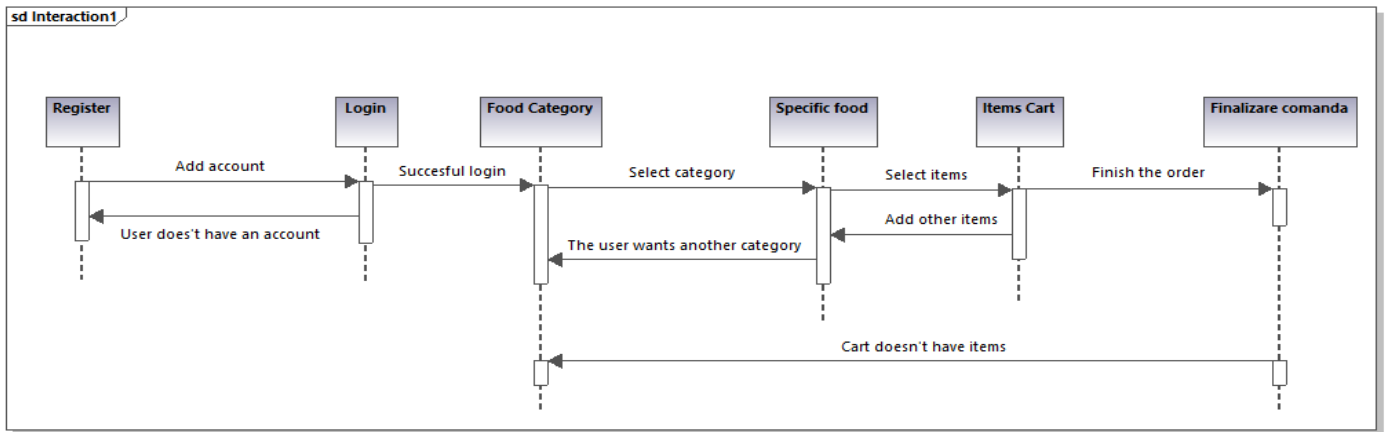 sd Interaction1
Register
Login
Food Category
Specific food
Items Cart
Finalizare comanda
Add account
Succesful login
Select category
Select items
Finish the order
User does't have an account
Add other items
The user wants another category
Cart doesn't have items